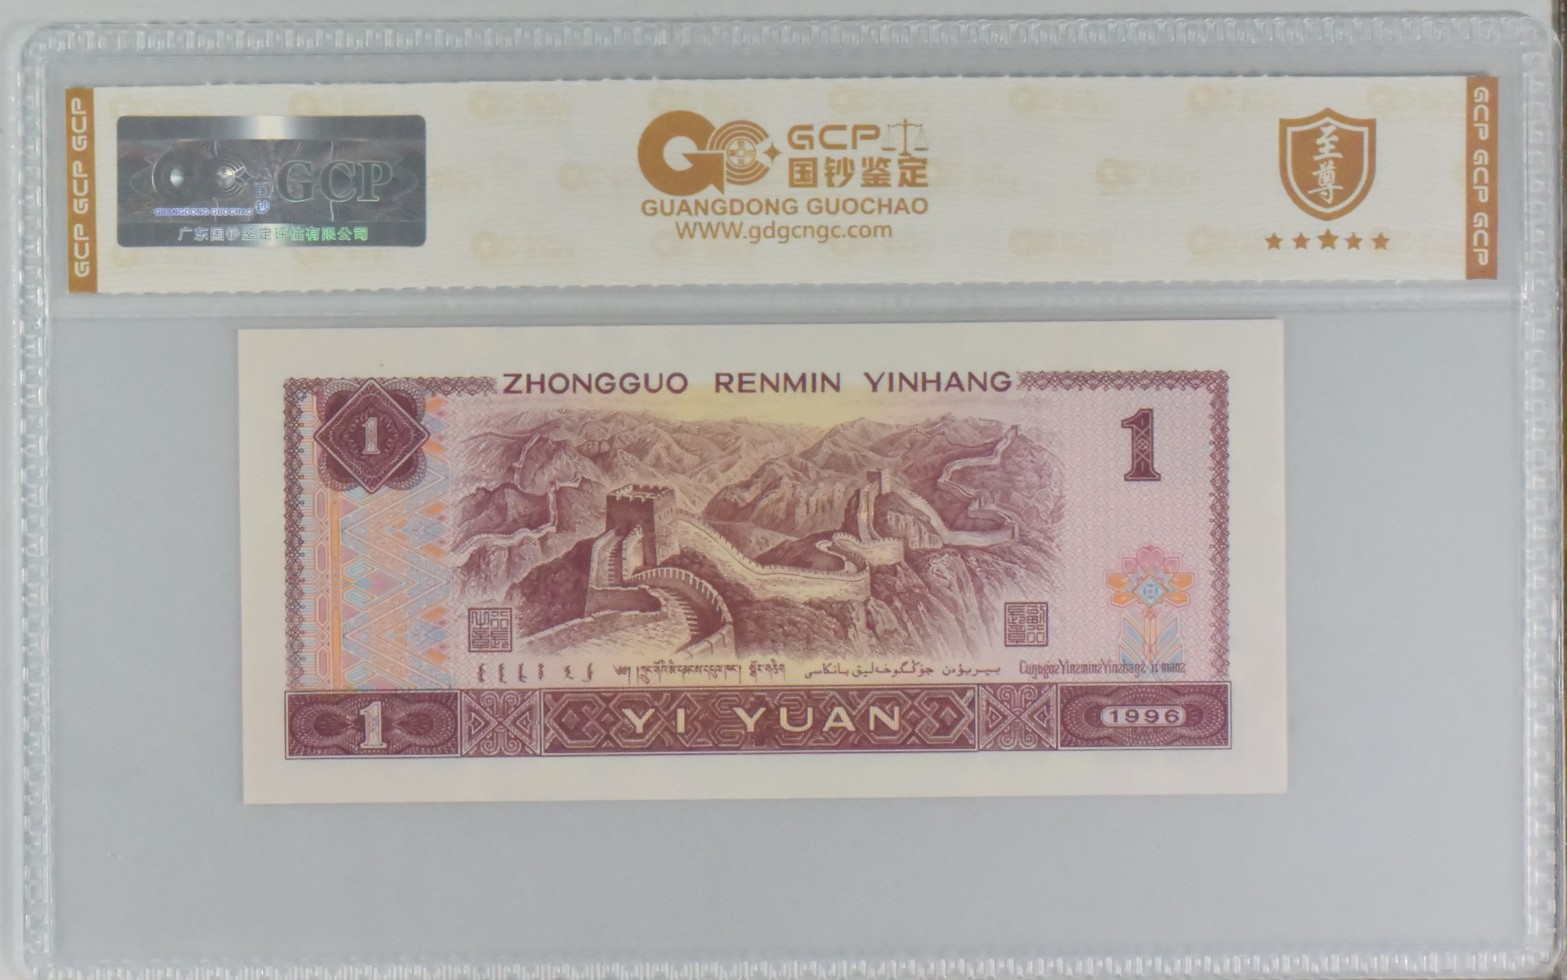 GCP GCP GCP
GCP
GUANGDONG GUOCHAO
国钞
广东国钞鉴定评估有限公司
GCP
国钞鉴定
GUANGDONG GUOCHAO
WWW.gdgcngc.com
至尊
GCP GCP GCP
ZHONGGUO RENMIN YINHANG
1
1
1
YI YUAN
1996